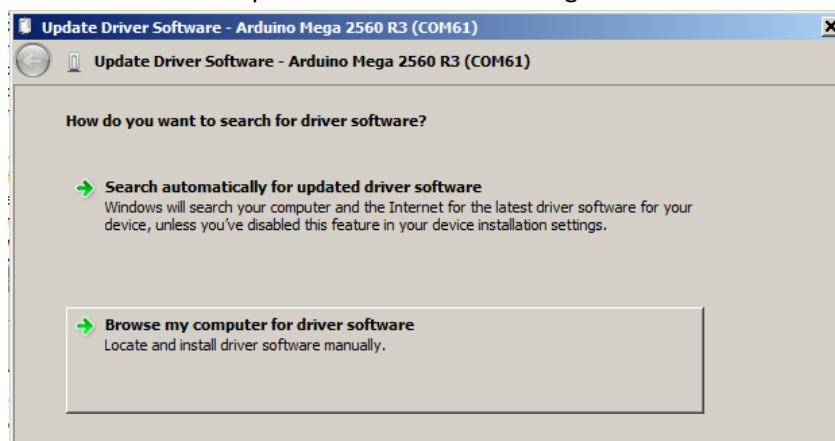 Update Driver Software - Arduino Mega 2560 R3 (COM61)
Update Driver Software - Arduino Mega 2560 R3 (COM61)
How do you want to search for driver software?
Search automatically for updated driver software
Windows will search your computer and the Internet for the latest driver software for your
device, unless you've disabled this feature in your device installation settings.
Browse my computer for driver software
Locate and install driver software manually.